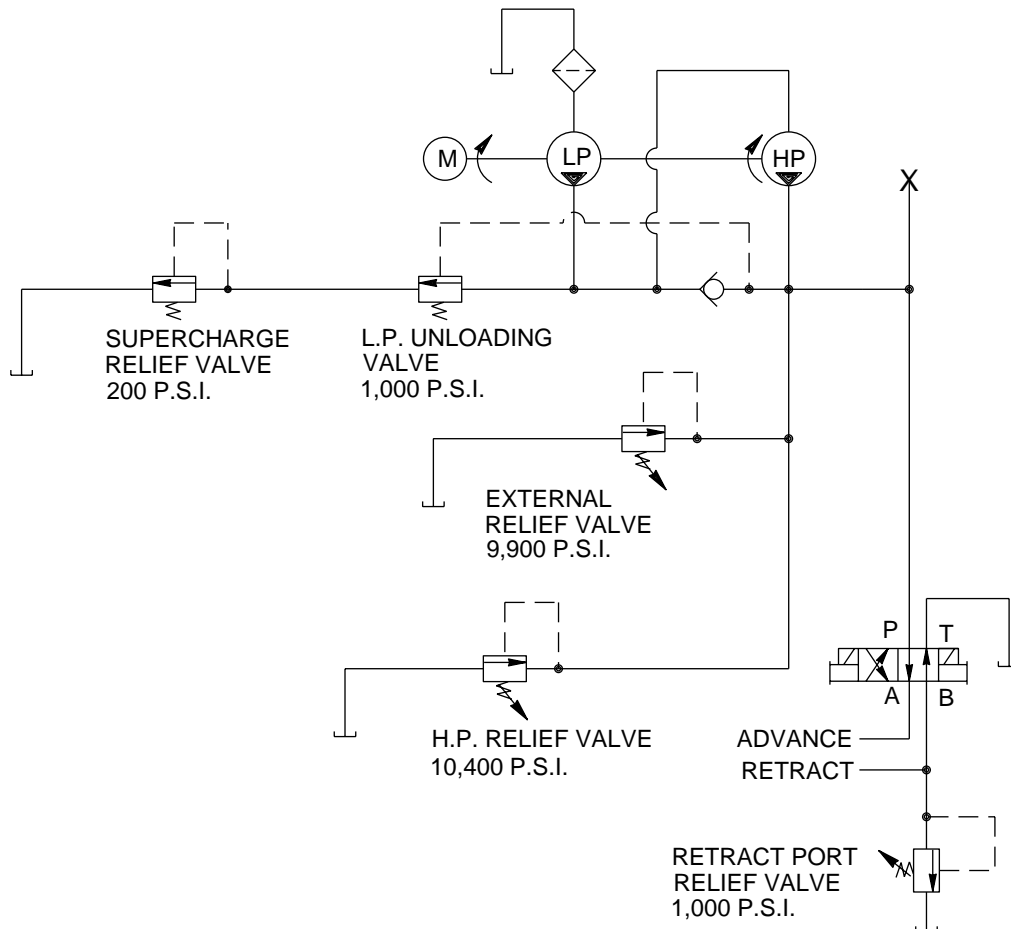 M
LP
HP
X
SUPERCHARGE
RELIEF VALVE
200 P.S.I.
L.P. UNLOADING
VALVE
1,000 P.S.I.
EXTERNAL
RELIEF VALVE
9,900 P.S.I.
H.P. RELIEF VALVE
10,400 P.S.I.
P
T
A
B
ADVANCE
RETRACT
RETRACT PORT
RELIEF VALVE
1,000 P.S.I.